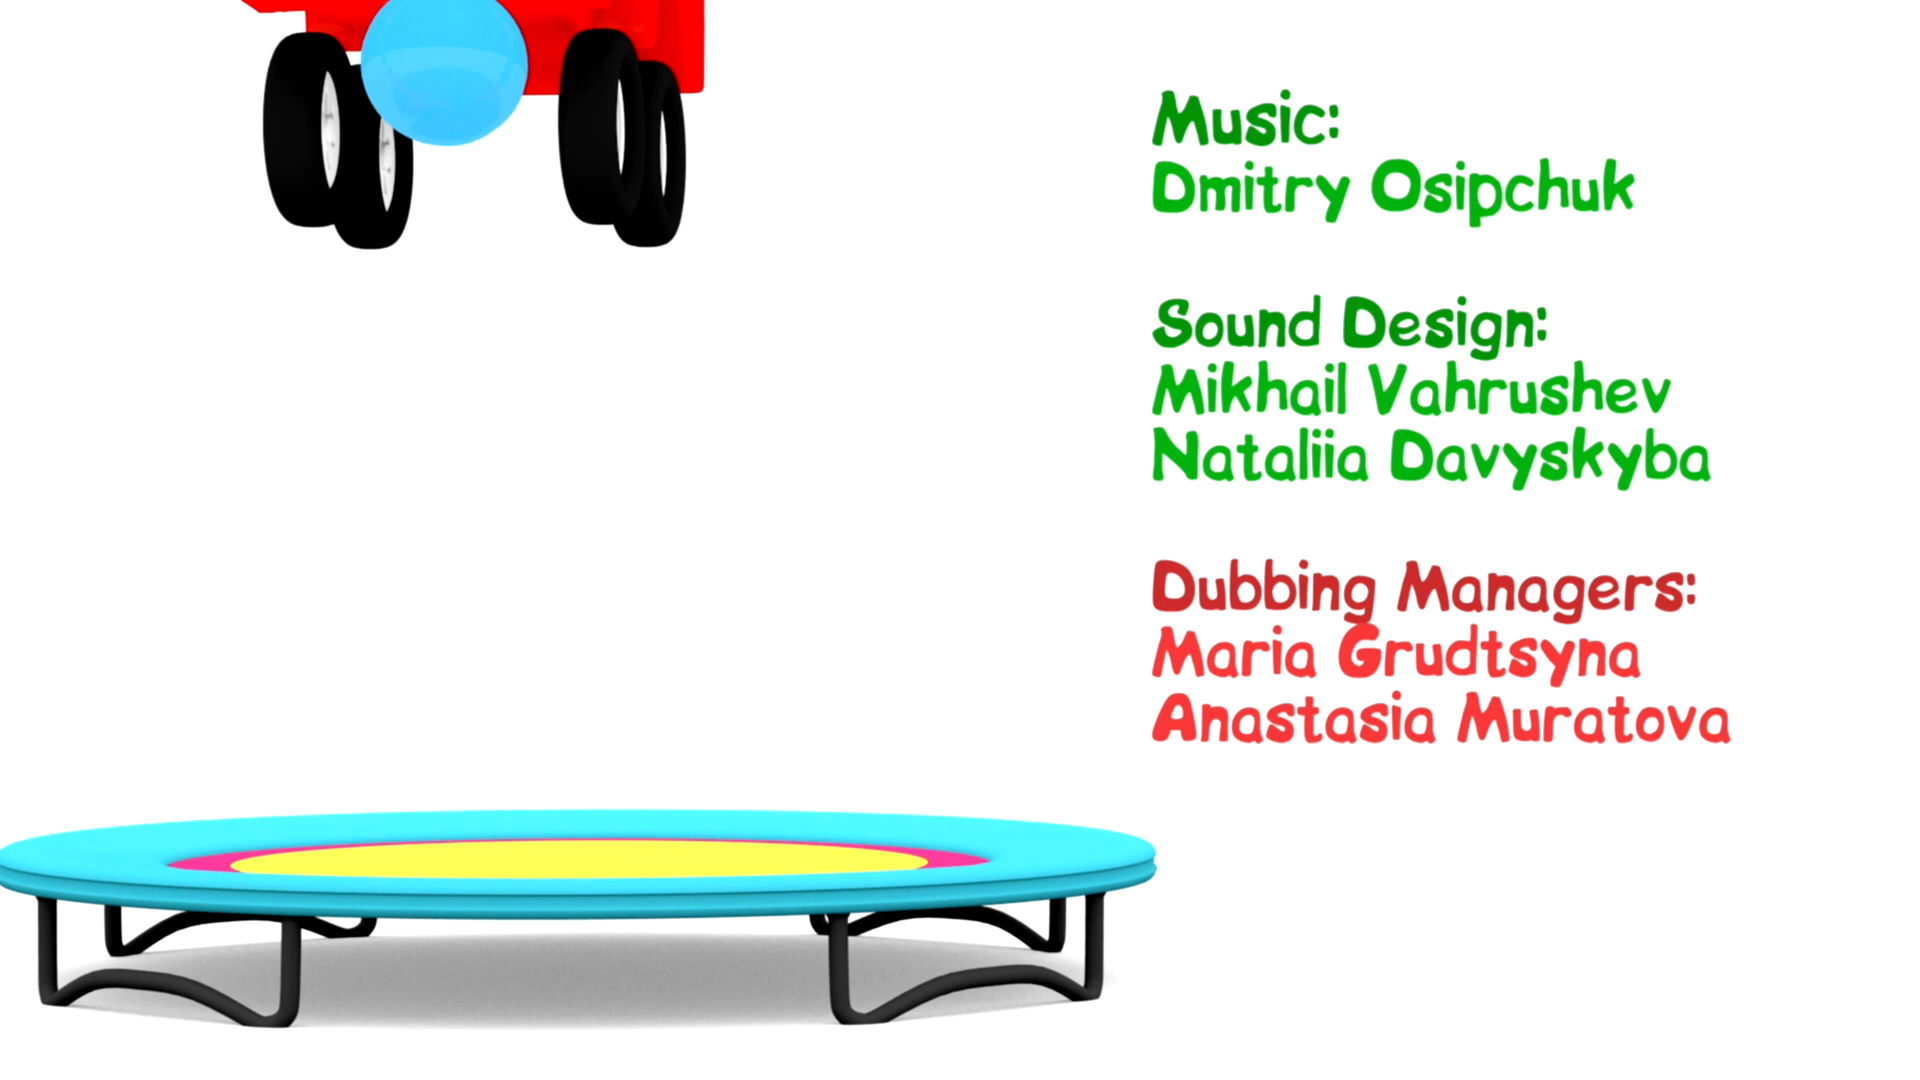 Music:
Dmitry Osipchuk
Sound Design:
Mikhail Vahrushev
Nataliia Davyskyba
Dubbing Managers:
Maria Grudtsyna
Anastasia Muratova